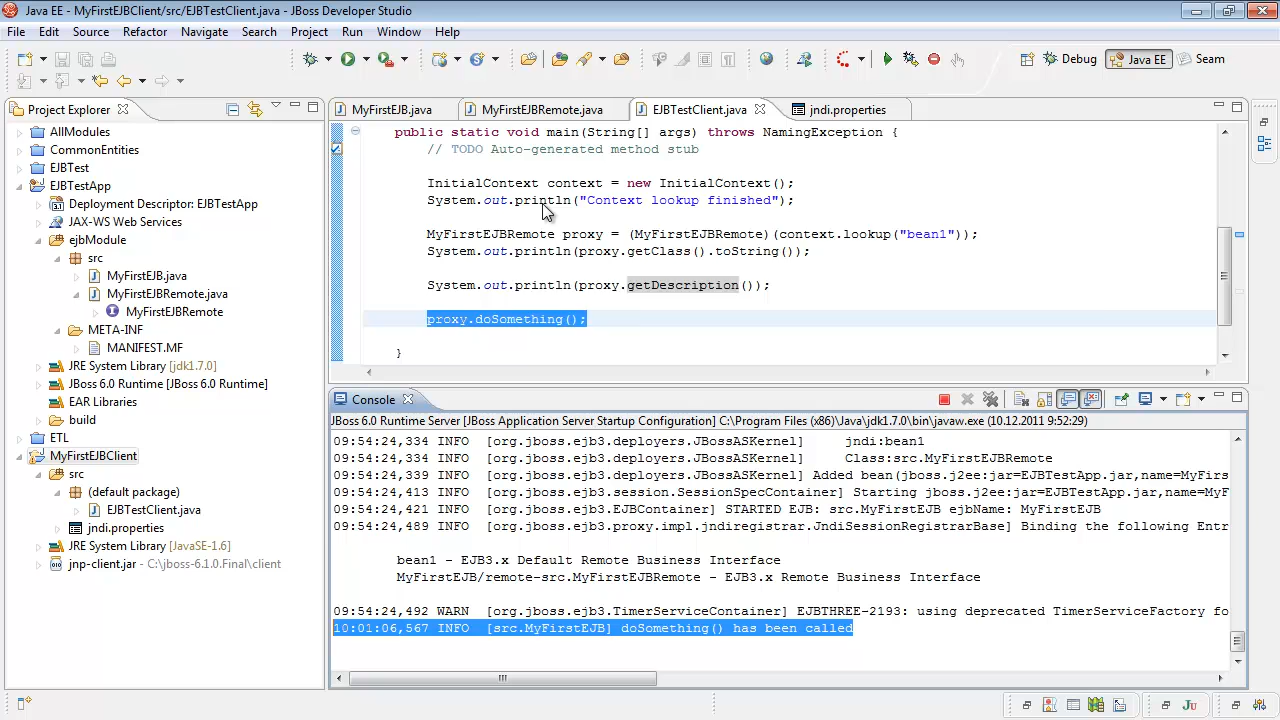 Java EE - MyFirstEJBClient/src/EJBTestClient.java - JBoss Developer Studio
File Edit Source Refactor Navigate Search Project Run Window Help
Debug Java EE Seam
Project Explorer
AllModules
CommonEntities
EJBTest
EJBTestApp
Deployment Descriptor: EJBTestApp
JAX-WS Web Services
ejbModule
src
MyFirstEJB.java
MyFirstEJBRemote.java
MyFirstEJBRemote
META-INF
MANIFEST.MF
JRE System Library [jdk1.7.0]
JBoss 6.0 Runtime [JBoss 6.0 Runtime]
EAR Libraries
build
ETL
MyFirstEJBClient
src
(default package)
EJBTestClient.java
jndi.properties
JRE System Library [JavaSE-1.6]
jnp-client.jar - C:\jboss-6.1.0.Final\client
MyFirstEJB.java MyFirstEJBRemote.java EJBTestClient.java jndi.properties
public static void main(String[] args) throws NamingException {
// TODO Auto-generated method stub
InitialContext context = new InitialContext();
System.out.println("Context lookup finished");
MyFirstEJBRemote proxy = (MyFirstEJBRemote)(context.lookup("bean1"));
System.out.println(proxy.getClass().toString());
System.out.println(proxy.getDescription());
proxy.doSomething();
}
Console
JBoss 6.0 Runtime Server [JBoss Application Server Startup Configuration] C:\Program Files (x86)\Java\jdk1.7.0\bin\javaw.exe (10.12.2011 9:52:29)
09:54:24,334 INFO [org.jboss.ejb3.deployers.JBossASKernel] jndi:bean1
09:54:24,334 INFO [org.jboss.ejb3.deployers.JBossASKernel] Class:src.MyFirstEJBRemote
09:54:24,339 INFO [org.jboss.ejb3.deployers.JBossASKernel] Added bean(jboss.j2ee:jar=EJBTestApp.jar,name=MyFirs
09:54:24,413 INFO [org.jboss.ejb3.session.SessionSpecContainer] Starting jboss.j2ee:jar=EJBTestApp.jar,name=MyF
09:54:24,421 INFO [org.jboss.ejb3.EJBContainer] STARTED EJB: src.MyFirstEJB ejbName: MyFirstEJB
09:54:24,489 INFO [org.jboss.ejb3.proxy.impl.jndiregistrar.JndiSessionRegistrarBase] Binding the following Entr
bean1 - EJB3.x Default Remote Business Interface
MyFirstEJB/remote-src.MyFirstEJBRemote - EJB3.x Remote Business Interface
09:54:24,492 WARN [org.jboss.ejb3.TimerServiceContainer] EJBTHREE-2193: using deprecated TimerServiceFactory fo
10:01:06,567 INFO [src.MyFirstEJB] doSomething() has been called